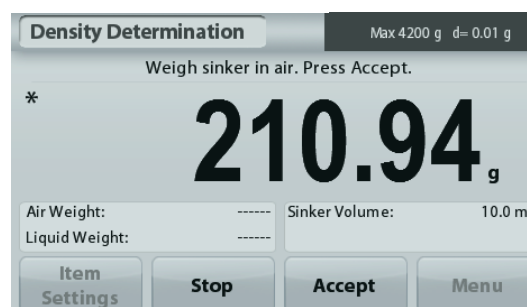 Density Determination
Max 4200 g d= 0.01 g
Weigh sinker in air. Press Accept.
*
210.94 g
Air Weight: ------
Sinker Volume: 10.0 m
Liquid Weight: ------
Item Settings
Stop
Accept
Menu